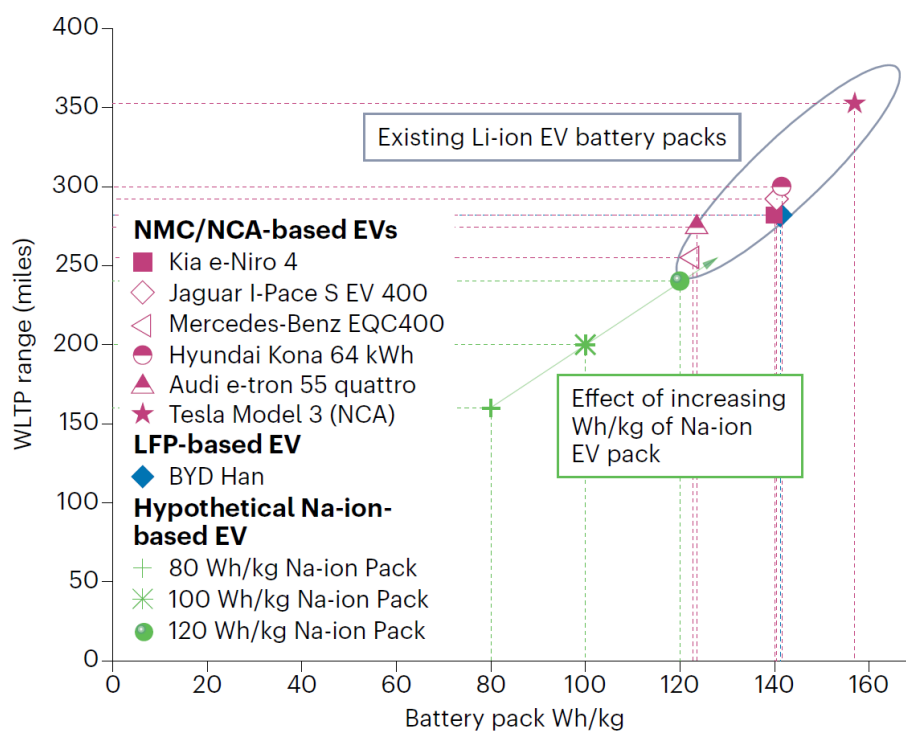 400
350
300
250
200
150
100
50
0
WLTP range (miles)
Existing Li-ion EV battery packs
NMC/NCA-based EVs
Kia e-Niro 4
Jaguar I-Pace S EV 400
Mercedes-Benz EQC400
Hyundai Kona 64 kWh
Audi e-tron 55 quattro
Tesla Model 3 (NCA)
LFP-based EV
BYD Han
Hypothetical Na-ion-
based EV
80 Wh/kg Na-ion Pack
100 Wh/kg Na-ion Pack
120 Wh/kg Na-ion Pack
Effect of increasing
Wh/kg of Na-ion
EV pack
0 20 40 60 80 100 120 140 160
Battery pack Wh/kg